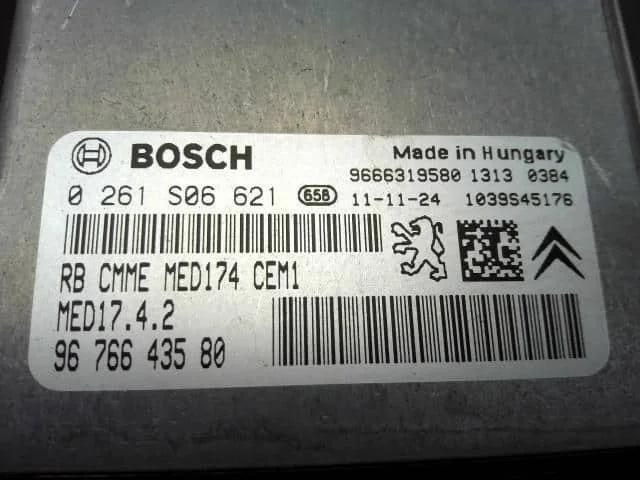 BOSCH
Made in Hungary
9666319580 1313 0384
0 261 S06 621 65B 11-11-24 1039S45176
RB CMME MED174 CEM1
MED17.4.2
96 766 435 80